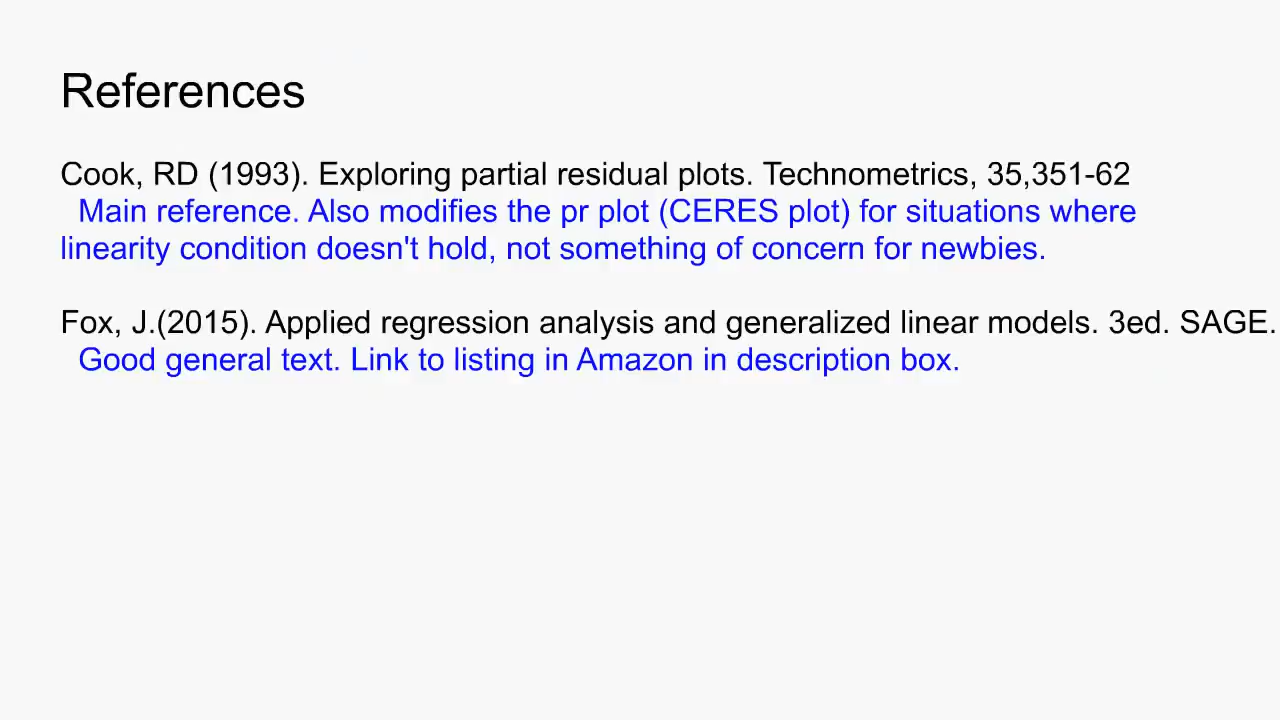 References
Cook, RD (1993). Exploring partial residual plots. Technometrics, 35,351-62
Main reference. Also modifies the pr plot (CERES plot) for situations where
linearity condition doesn't hold, not something of concern for newbies.
Fox, J.(2015). Applied regression analysis and generalized linear models. 3ed. SAGE.
Good general text. Link to listing in Amazon in description box.